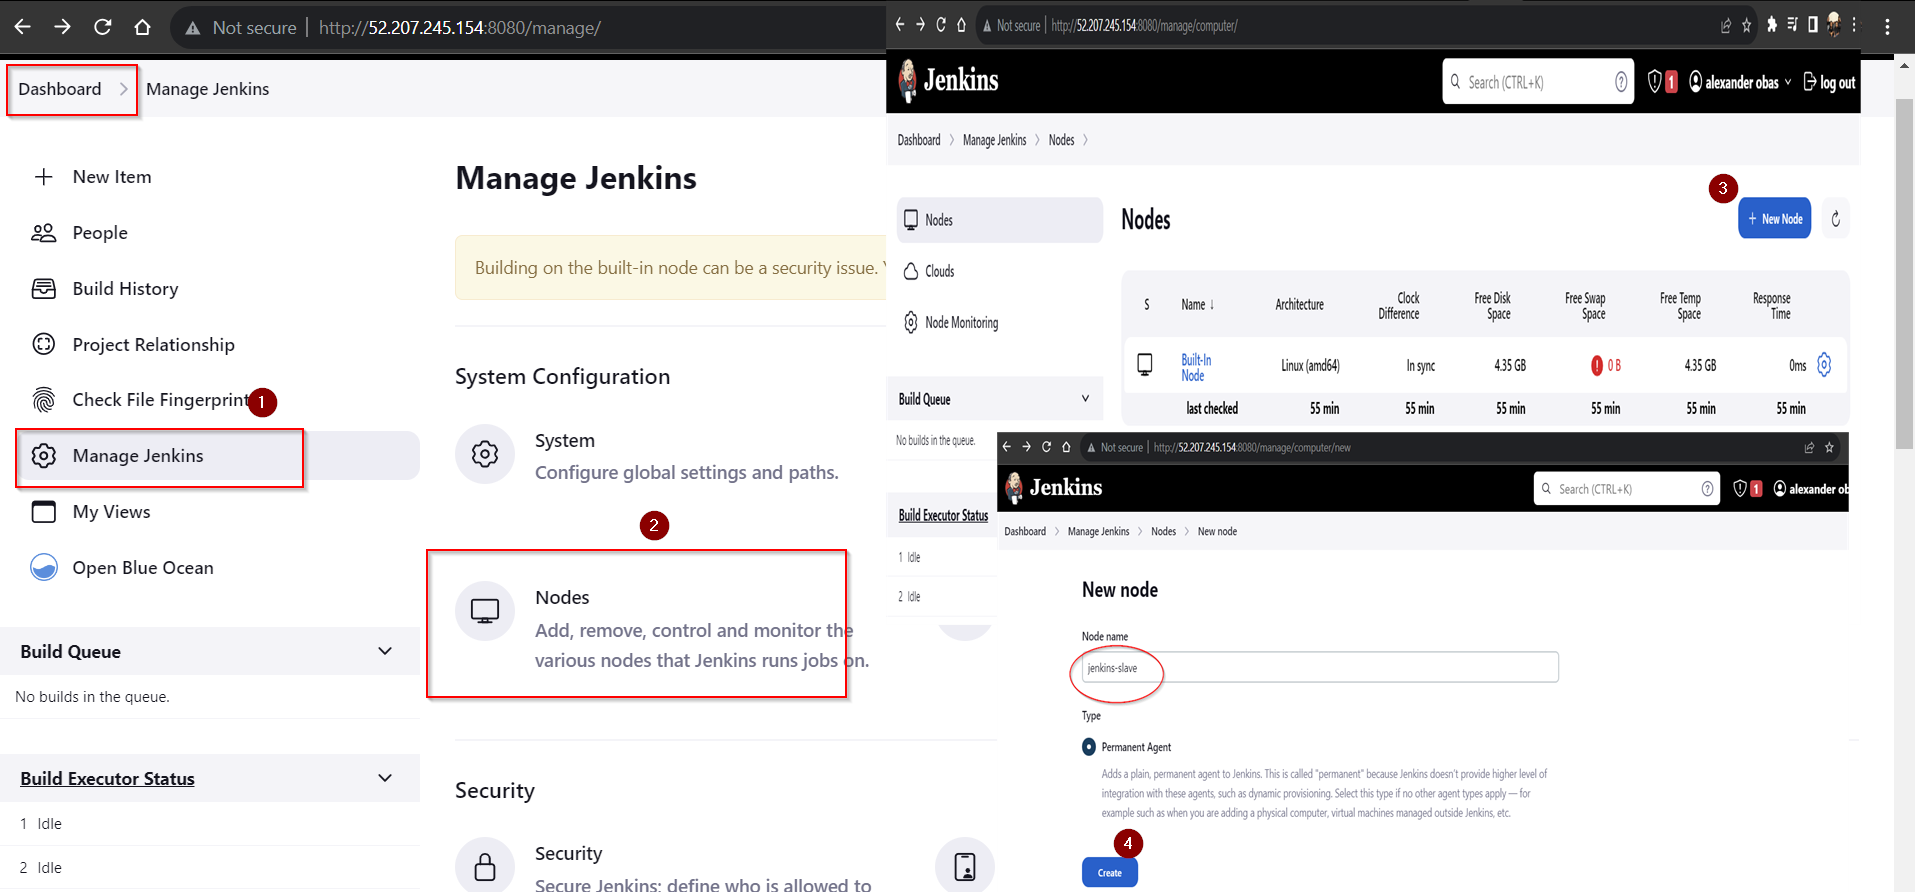 Not secure | http://52.207.245.154:8080/manage/
Dashboard > Manage Jenkins
New Item
People
Build History
Project Relationship
Check File Fingerprint
1
Manage Jenkins
My Views
Open Blue Ocean
Build Queue
No builds in the queue.
Build Executor Status
1 Idle
2 Idle
Manage Jenkins
Building on the built-in node can be a security issue.
System Configuration
System
Configure global settings and paths.
2
Nodes
Add, remove, control and monitor the
various nodes that Jenkins runs jobs on.
Security
Security
Secure Jenkins; define who is allowed to
Not secure | http://52.207.245.154:8080/manage/computer/
Jenkins
Search (CTRL+K)
1
alexander obas
log out
Dashboard > Manage Jenkins > Nodes >
Nodes
Clouds
Node Monitoring
Build Queue
No builds in the queue.
Build Executor Status
1 Idle
2 Idle
Nodes
3
+ New Node
S Name ↓ Architecture Clock Difference Free Disk Space Free Swap Space Free Temp Space Response Time
Built-In Node Linux (amd64) In sync 4.35 GB 0 B 4.35 GB 0ms
last checked 55 min 55 min 55 min 55 min 55 min 55 min
Not secure | http://52.207.245.154:8080/manage/computer/new
Jenkins
Search (CTRL+K)
1
alexander ob
Dashboard > Manage Jenkins > Nodes > New node
New node
Node name
jenkins-slave
Type
Permanent Agent
Adds a plain, permanent agent to Jenkins. This is called "permanent" because Jenkins doesn't provide higher level of
integration with these agents, such as dynamic provisioning. Select this type if no other agent types apply — for
example such as when you are adding a physical computer, virtual machines managed outside Jenkins, etc.
4
Create